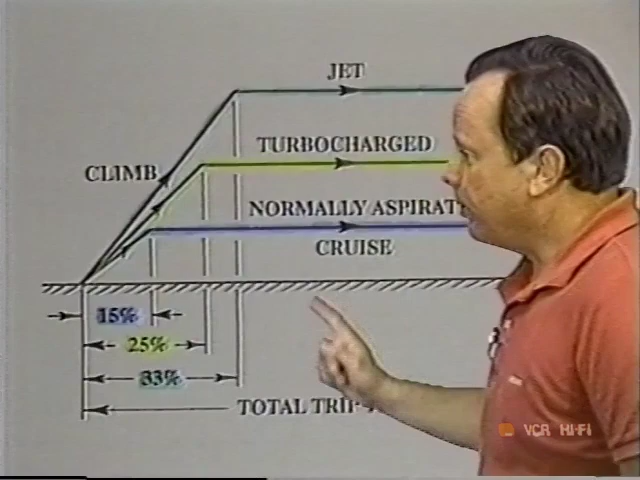 JET
TURBOCHARGED
CLIMB
NORMALLY ASPIRAT
CRUISE
15%
25%
33%
TOTAL TRIP
VCR HI-FI